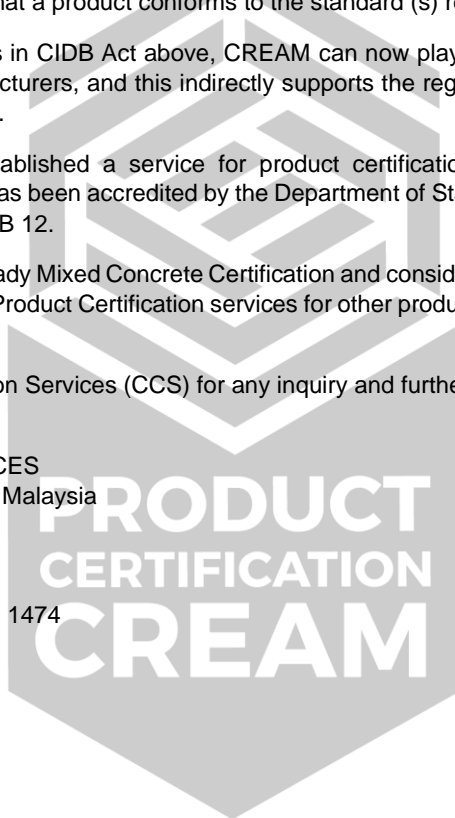 hat a product conforms to the standard (s) re
s in CIDB Act above, CREAM can now play
cturers, and this indirectly supports the reg
.
ablished a service for product certificatio
as been accredited by the Department of Sta
B 12.
ady Mixed Concrete Certification and consid
Product Certification services for other produ
on Services (CCS) for any inquiry and furthe
CES
Malaysia
1474
PRODUCT
CERTIFICATION
CREAM